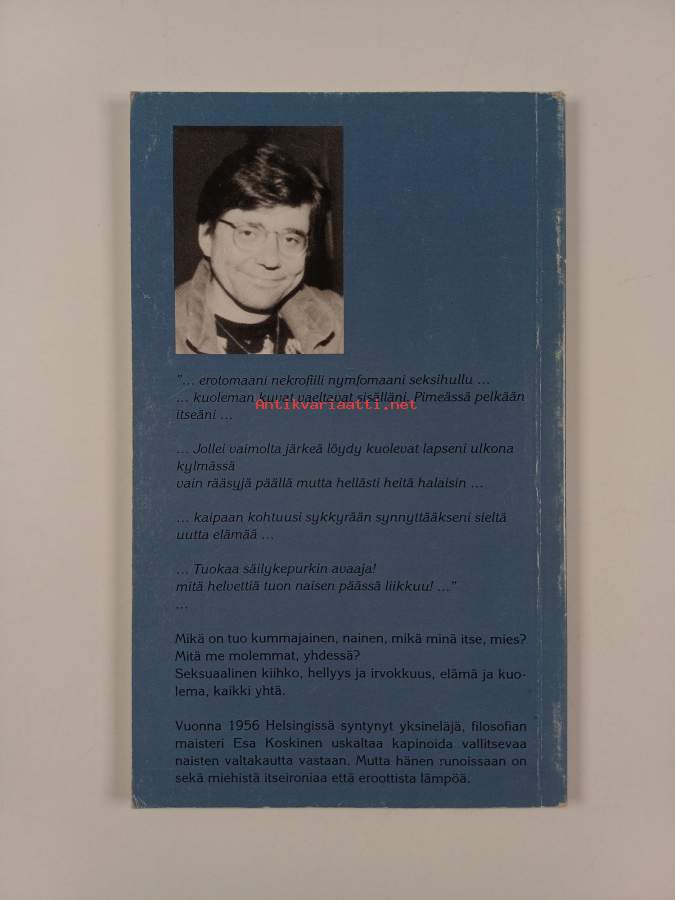 "... erotomaani nekrofiili nymfomaani seksihullu ...
... kuoleman kuvat vaeltavat sisälläni. Pimeässä pelkään
Antikvariaatti.net
itseäni ...
... Jollei vaimolta järkeä löydy kuolevat lapseni ulkona
kylmässä
vain rääsyjä päällä mutta hellästi heitä halaisin ...
... kaipaan kohtuusi sykkyrään synnyttääkseni sieltä
uutta elämää ...
... Tuokaa säilykepurkin avaaja!
mitä helvettiä tuon naisen päässä liikkuu! ..."
...
Mikä on tuo kummajainen, nainen, mikä minä itse, mies?
Mitä me molemmat, yhdessä?
Seksuaalinen kiihko, hellyys ja irvokkuus, elämä ja kuo-
lema, kaikki yhtä.
Vuonna 1956 Helsingissä syntynyt yksineläjä, filosofian
maisteri Esa Koskinen uskaltaa kapinoida vallitsevaa
naisten valtakautta vastaan. Mutta hänen runoissaan on
sekä miehistä itseironiaa että eroottista lämpöä.